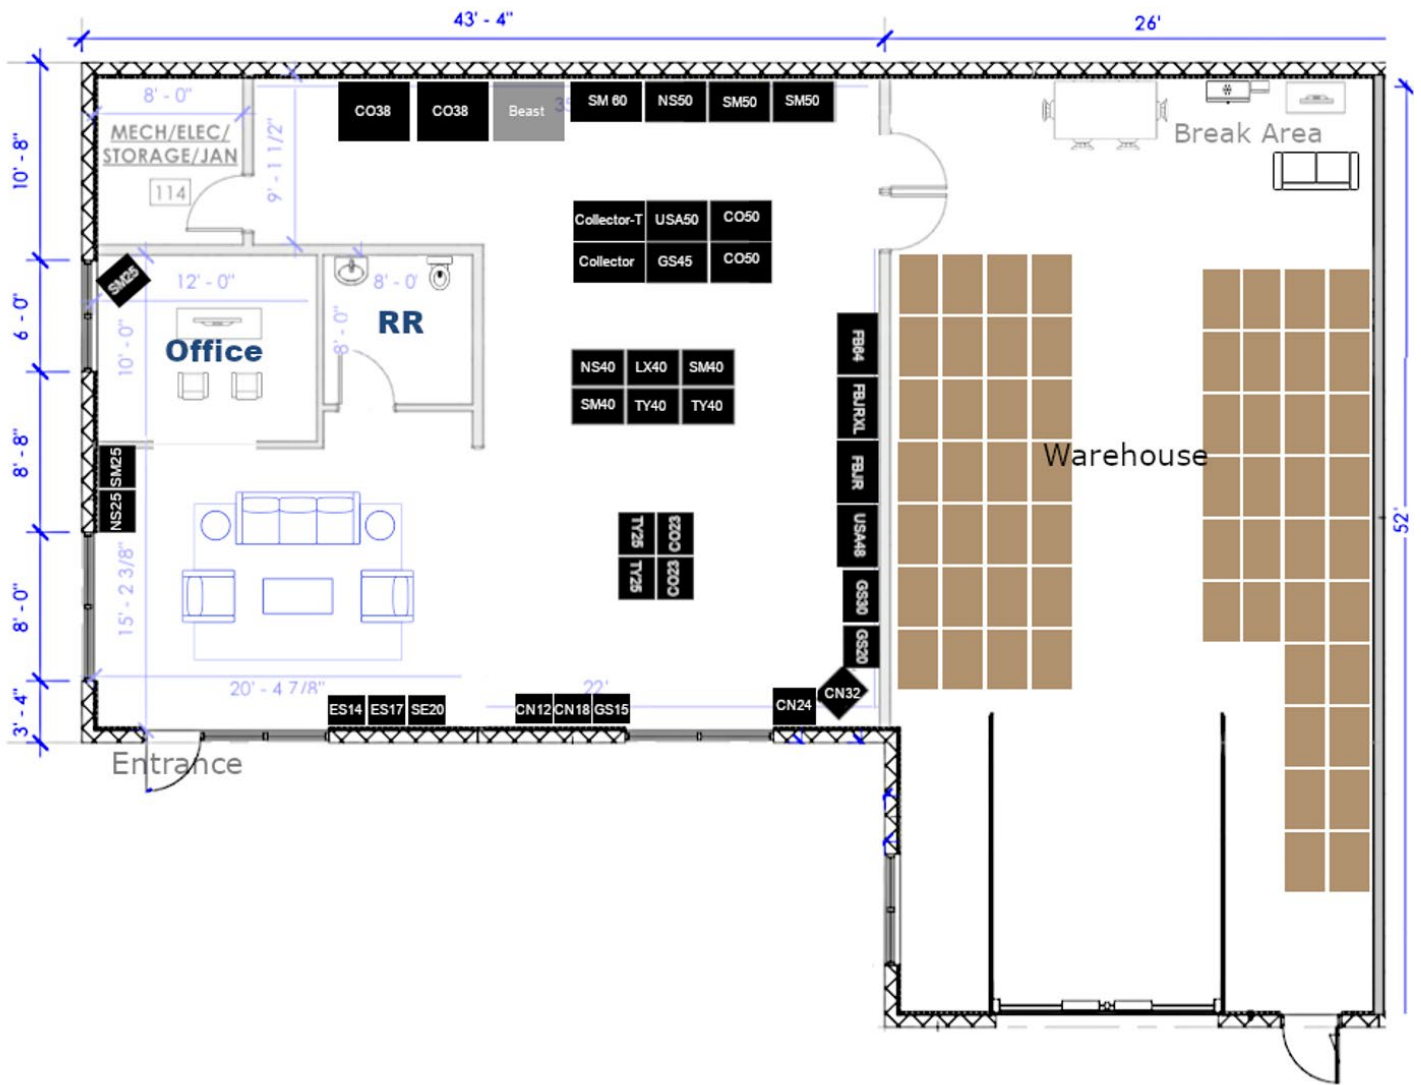 43' - 4"
26'
8' - 0"
MECH/ELEC/
STORAGE/JAN
114
9' - 1 1/2"
10' - 8"
CO38
CO38
Beast
SM 60
NS50
SM50
SM50
Break Area
Collector-T
USA50
CO50
Collector
GS45
CO50
SM25
12' - 0"
8' - 0
RR
Office
10' - 0"
8' - 0"
6' - 0"
NS40
LX40
SM40
SM40
TY40
TY40
FB64
FBJRXL
FBJR
USA48
GS30
GS20
Warehouse
52'
8' - 8"
SM25
NS25
TY25
CO23
TY25
CO23
15' - 2 3/8"
8' - 0"
20' - 4 7/8"
22'
3' - 4"
ES14
ES17
SE20
CN12
CN18
GS15
CN24
CN32
Entrance